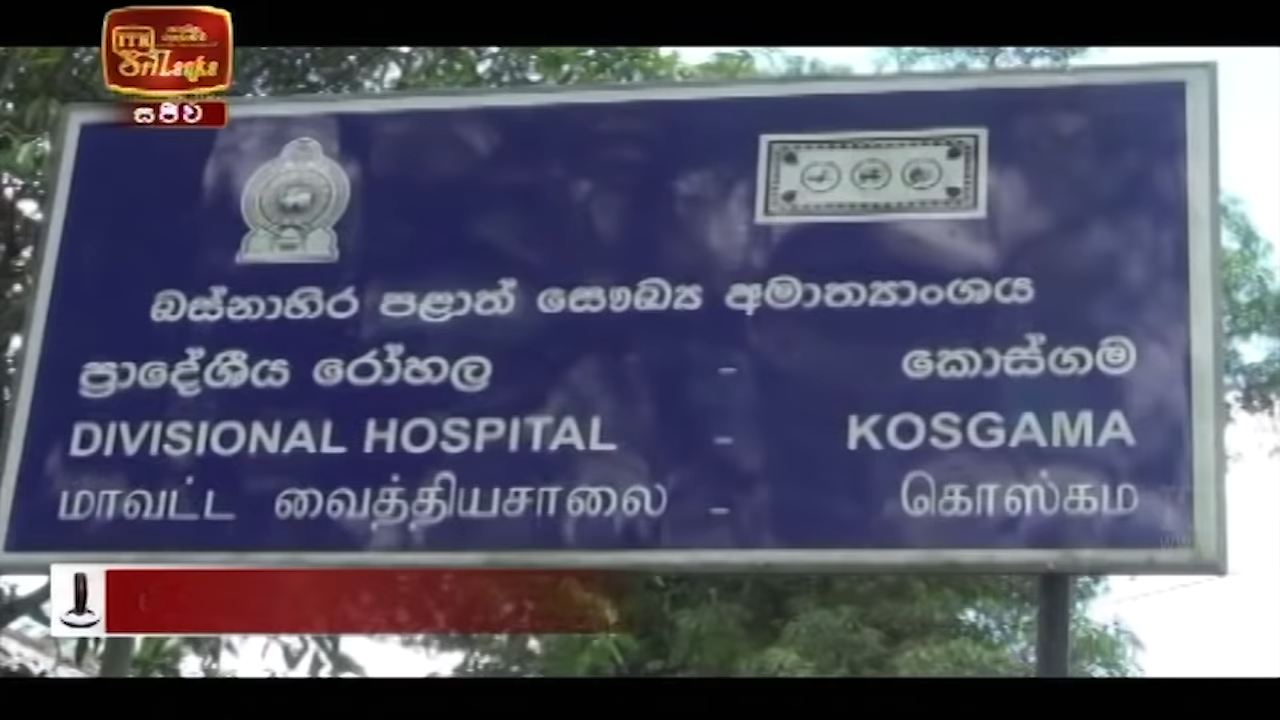 ITN
Sri Lanka
සජීව
බස්නාහිර පළාත් සෞඛ්‍ය අමාත්‍යාංශය
ප්‍රාදේශීය රෝහල - කොස්ගම
DIVISIONAL HOSPITAL - KOSGAMA
மாவட்ட வைத்தியசாலை - கொஸ்கம